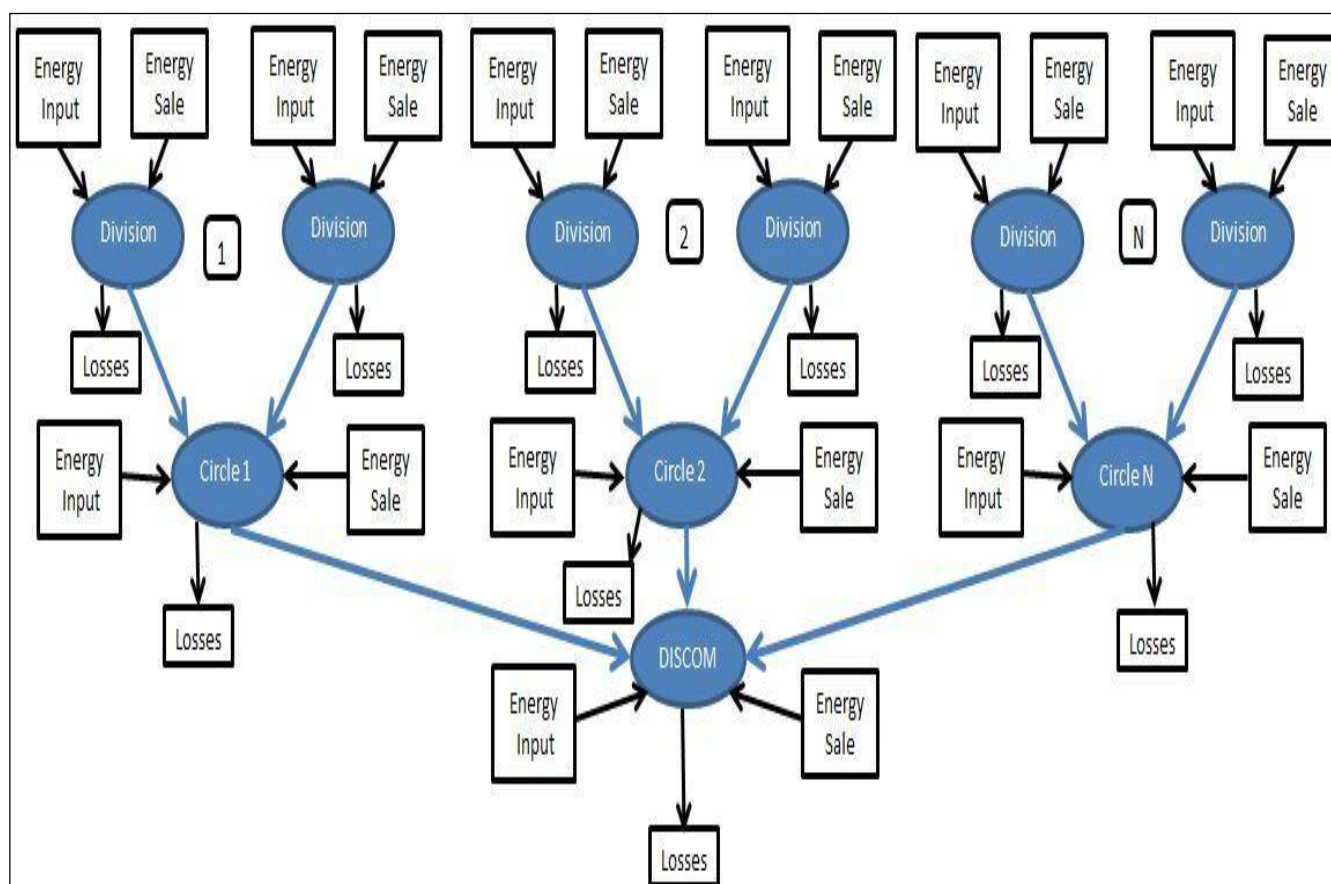 Energy
Input
Energy
Sale
Energy
Input
Energy
Sale
Energy
Input
Energy
Sale
Energy
Input
Energy
Sale
Energy
Input
Energy
Sale
Energy
Input
Energy
Sale
Division
1
Division
Division
2
Division
Division
N
Division
Losses
Losses
Losses
Losses
Losses
Losses
Energy
Input
Circle 1
Energy
Sale
Energy
Input
Circle 2
Energy
Sale
Energy
Input
Circle N
Energy
Sale
Losses
Losses
Losses
DISCOM
Energy
Input
Energy
Sale
Losses